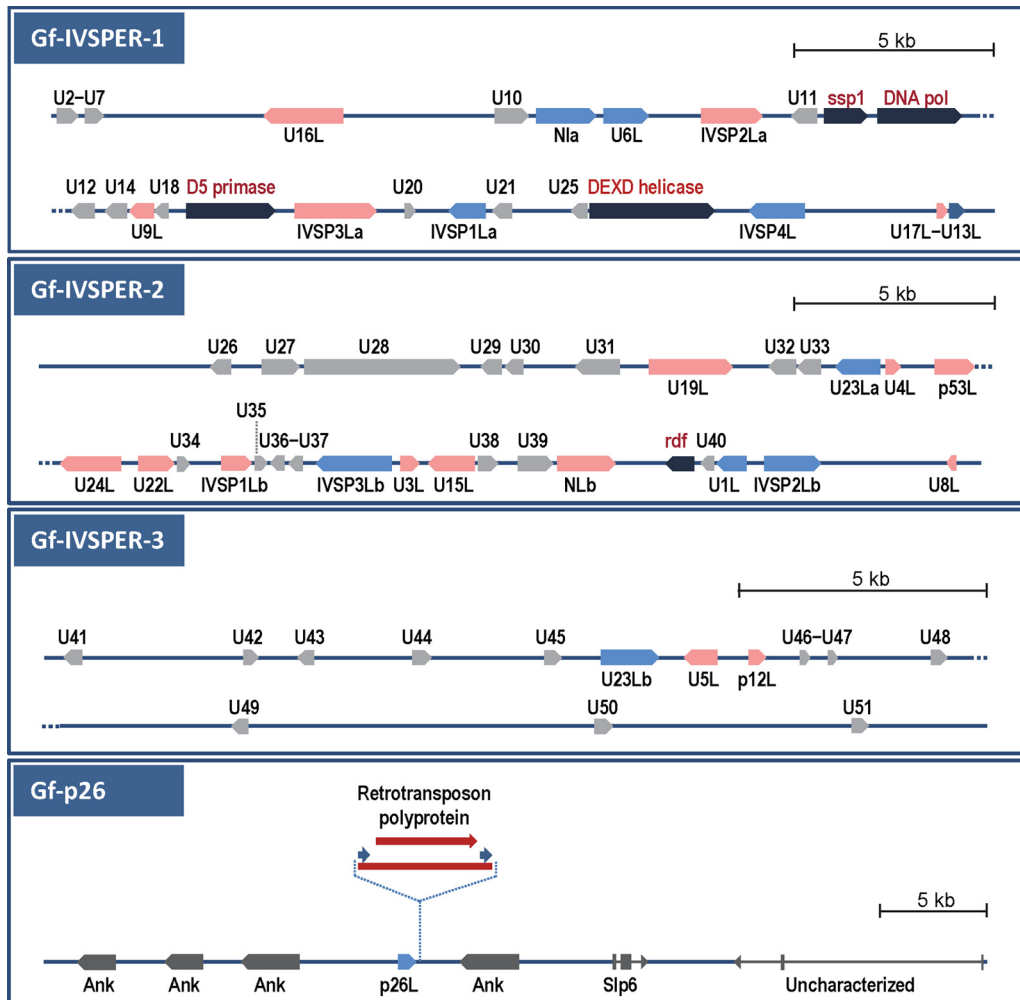 Gf-IVSPER-1
5 kb
U2–U7
U10
U11
ssp1
DNA pol
U16L
NIa
U6L
IVSP2La
U12
U14
U18
D5 primase
U20
U21
U25
DEXD helicase
U9L
IVSP3La
IVSP1La
IVSP4L
U17L–U13L
Gf-IVSPER-2
5 kb
U26
U27
U28
U29
U30
U31
U32
U33
U19L
U23La
U4L
p53L
U35
U34
U36–U37
U38
U39
rdf
U40
U24L
U22L
IVSP1Lb
IVSP3Lb
U3L
U15L
NLb
U1L
IVSP2Lb
U8L
Gf-IVSPER-3
5 kb
U41
U42
U43
U44
U45
U46–U47
U48
U23Lb
U5L
p12L
U49
U50
U51
Gf-p26
Retrotransposon
polyprotein
5 kb
Ank
Ank
Ank
p26L
Ank
Slp6
Uncharacterized